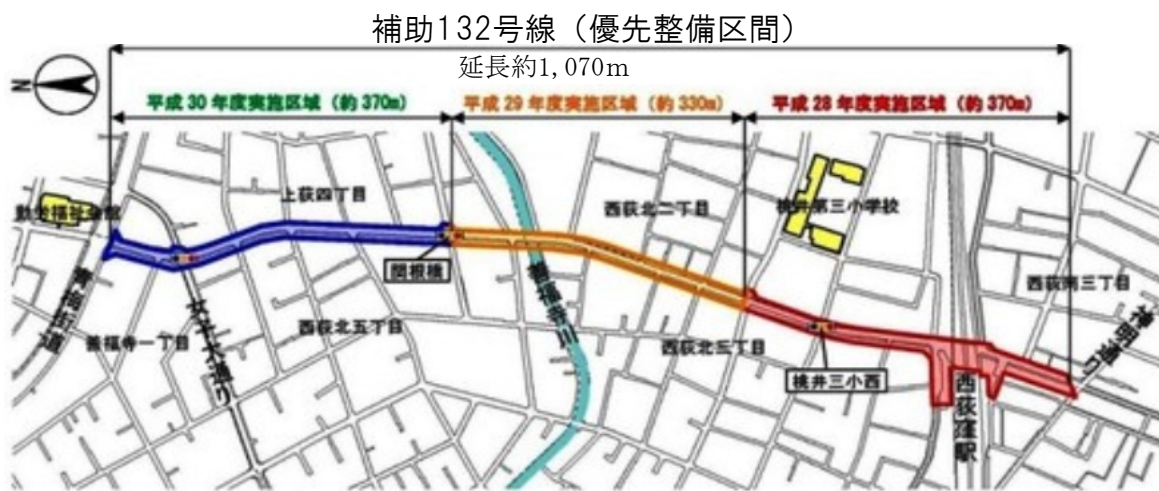 補助132号線（優先整備区間）
延長約1,070m
N
平成30年度実施区域（約370m）
平成29年度実施区域（約330m）
平成28年度実施区域（約370m）
上荻四丁目
西荻北二丁目
桃井第三小学校
勤労福祉会館
関根橋
西荻南三丁目
青梅街道
女子大通り
善福寺川
神明通り
善福寺一丁目
西荻北五丁目
西荻北三丁目
桃井三小西
西荻窪駅